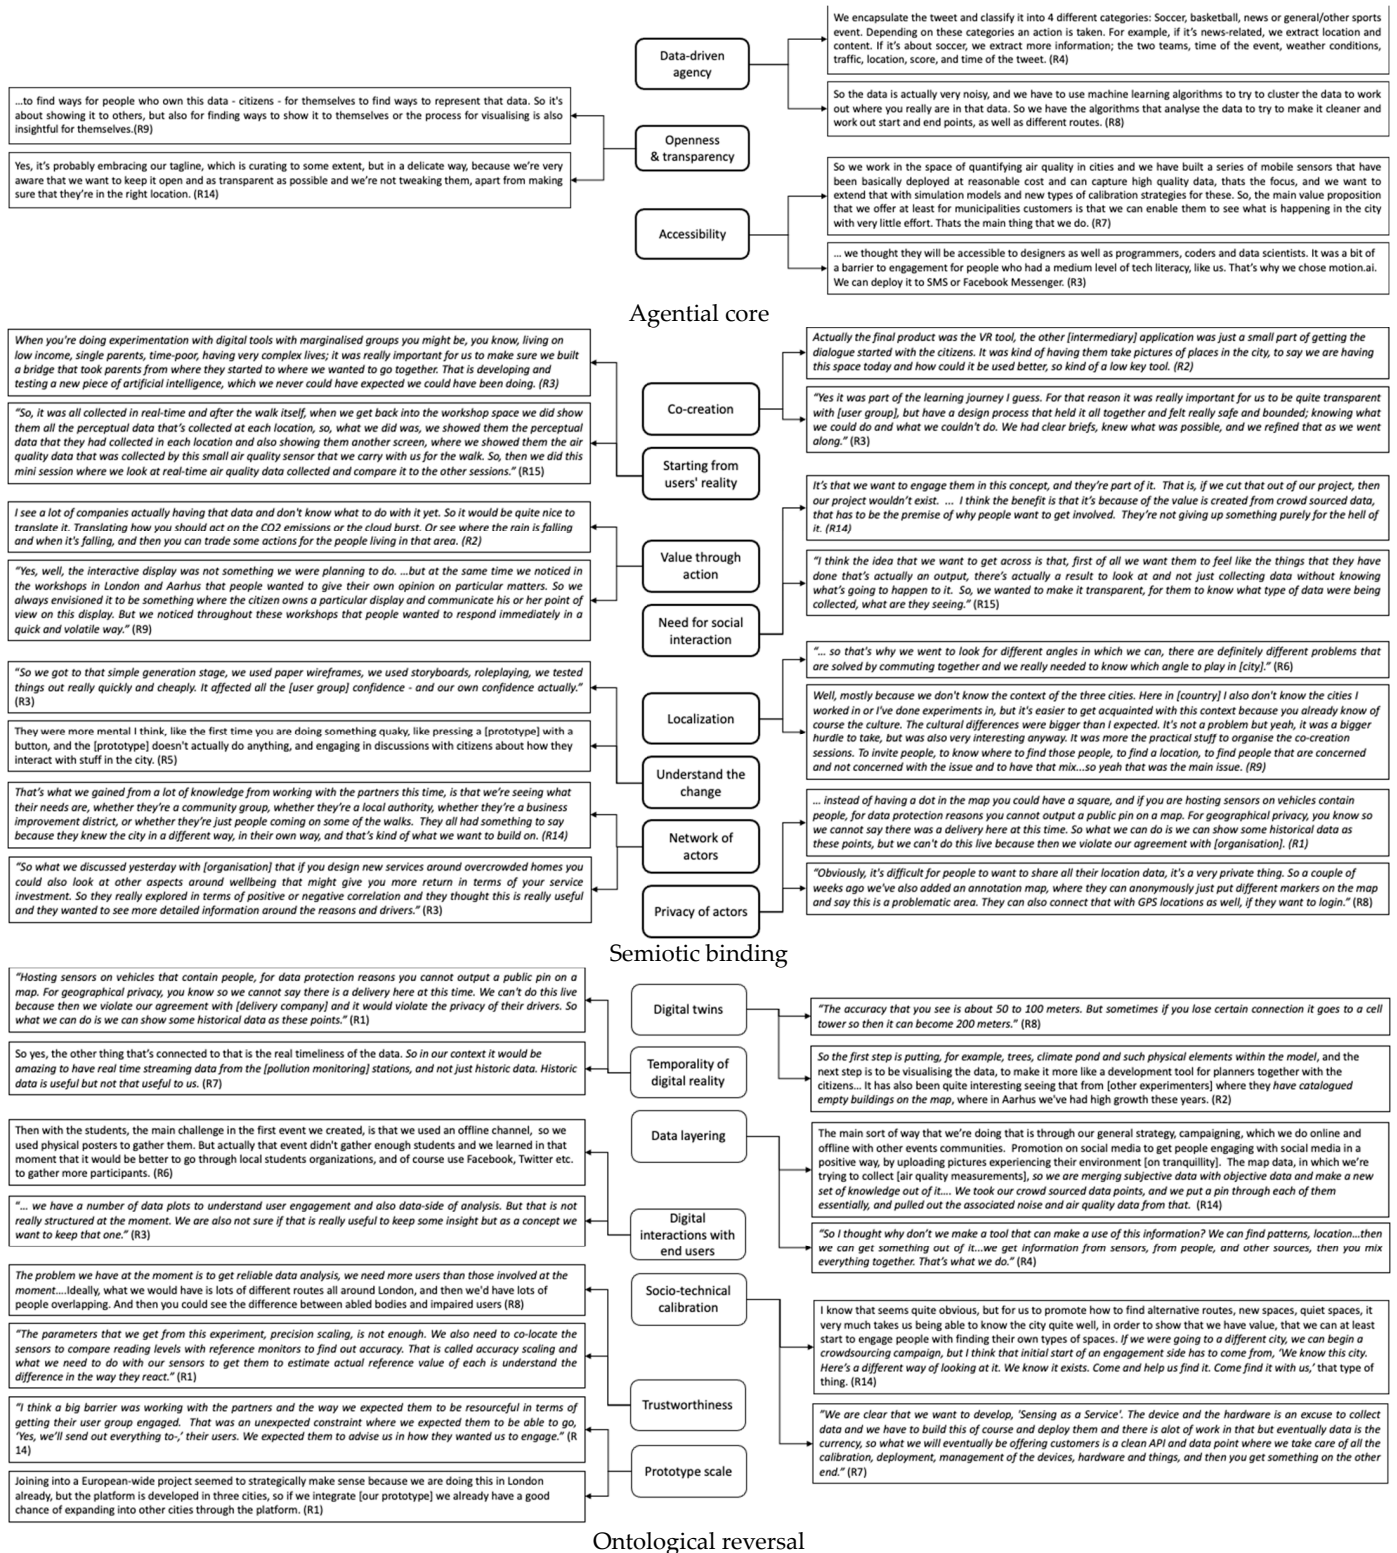 Data-driven
agency
We encapsulate the tweet and classify it into 4 different categories: Soccer, basketball, news or general/other sports
event. Depending on these categories an action is taken. For example, if it's news-related, we extract location and
content. If it's about soccer, we extract more information; the two teams, time of the event, weather conditions,
traffic, location, score, and time of the tweet. (R4)
So the data is actually very noisy, and we have to use machine learning algorithms to try to cluster the data to work
out where you really are in that data. So we have the algorithms that analyse the data to try to make it cleaner and
work out start and end points, as well as different routes. (R8)
...to find ways for people who own this data - citizens - for themselves to find ways to represent that data. So it's
about showing it to others, but also for finding ways to show it to themselves or the process for visualising is also
insightful for themselves.(R9)
Openness
& transparency
Yes, it's probably embracing our tagline, which is curating to some extent, but in a delicate way, because we're very
aware that we want to keep it open and as transparent as possible and we're not tweaking them, apart from making
sure that they're in the right location. (R14)
Accessibility
So we work in the space of quantifying air quality in cities and we have built a series of mobile sensors that have
been basically deployed at reasonable cost and can capture high quality data, thats the focus, and we want to
extend that with simulation models and new types of calibration strategies for these. So, the main value proposition
that we offer at least for municipalities customers is that we can enable them to see what is happening in the city
with very little effort. Thats the main thing that we do. (R7)
... we thought they will be accessible to designers as well as programmers, coders and data scientists. It was a bit of
a barrier to engagement for people who had a medium level of tech literacy, like us. That's why we chose motion.ai.
We can deploy it to SMS or Facebook Messenger. (R3)
Agential core
When you're doing experimentation with digital tools with marginalised groups you might be, you know, living on
low income, single parents, time-poor, having very complex lives; it was really important for us to make sure we built
a bridge that took parents from where they started to where we wanted to go together. That is developing and
testing a new piece of artificial intelligence, which we never could have expected we could have been doing. (R3)
Co-creation
Actually the final product was the VR tool, the other [intermediary] application was just a small part of getting the
dialogue started with the citizens. It was kind of having them take pictures of places in the city, to say we are having
this space today and how could it be used better, so kind of a low key tool. (R2)
"Yes it was part of the learning journey I guess. For that reason it was really important for us to be quite transparent
with [user group], but have a design process that held it all together and felt really safe and bounded; knowing what
we could do and what we couldn't do. We had clear briefs, knew what was possible, and we refined that as we went
along." (R3)
"So, it was all collected in real-time and after the walk itself, when we get back into the workshop space we did show
them all the perceptual data that's collected at each location, so, what we did was, we showed them the perceptual
data that they had collected in each location and also showing them another screen, where we showed them the air
quality data that was collected by this small air quality sensor that we carry with us for the walk. So, then we did this
mini session where we look at real-time air quality data collected and compare it to the other sessions." (R15)
Starting from
users' reality
I see a lot of companies actually having that data and don't know what to do with it yet. So it would be quite nice to
translate it. Translating how you should act on the CO2 emissions or the cloud burst. Or see where the rain is falling
and when it's falling, and then you can trade some actions for the people living in that area. (R2)
Value through
action
It's that we want to engage them in this concept, and they're part of it. That is, if we cut that out of our project, then
our project wouldn't exist. ... I think the benefit is that it's because of the value is created from crowd sourced data,
that has to be the premise of why people want to get involved. They're not giving up something purely for the hell of
it. (R14)
"Yes, well, the interactive display was not something we were planning to do. ...but at the same time we noticed in
the workshops in London and Aarhus that people wanted to give their own opinion on particular matters. So we
always envisioned it to be something where the citizen owns a particular display and communicate his or her point of
view on this display. But we noticed throughout these workshops that people wanted to respond immediately in a
quick and volatile way." (R9)
Need for social
interaction
"I think the idea that we want to get across is that, first of all we want them to feel like the things that they have
done that's actually an output, there's actually a result to look at and not just collecting data without knowing
what's going to happen to it. So, we wanted to make it transparent, for them to know what type of data were being
collected, what are they seeing." (R15)
"So we got to that simple generation stage, we used paper wireframes, we used storyboards, roleplaying, we tested
things out really quickly and cheaply. It affected all the [user group] confidence - and our own confidence actually."
(R3)
Localization
"... so that's why we went to look for different angles in which we can, there are definitely different problems that
are solved by commuting together and we really needed to know which angle to play in [city]." (R6)
Well, mostly because we don't know the context of the three cities. Here in [country] I also don't know the cities I
worked in or I've done experiments in, but it's easier to get acquainted with this context because you already know of
course the culture. The cultural differences were bigger than I expected. It's not a problem but yeah, it was a bigger
hurdle to take, but was also very interesting anyway. It was more the practical stuff to organise the co-creation
sessions. To invite people, to know where to find those people, to find a location, to find people that are concerned
and not concerned with the issue and to have that mix...so yeah that was the main issue. (R9)
They were more mental I think, like the first time you are doing something quaky, like pressing a [prototype] with a
button, and the [prototype] doesn't actually do anything, and engaging in discussions with citizens about how they
interact with stuff in the city. (R5)
Understand the
change
That's what we gained from a lot of knowledge from working with the partners this time, is that we're seeing what
their needs are, whether they're a community group, whether they're a local authority, whether they're a business
improvement district, or whether they're just people coming on some of the walks. They all had something to say
because they knew the city in a different way, in their own way, and that's kind of what we want to build on. (R14)
Network of
actors
... instead of having a dot in the map you could have a square, and if you are hosting sensors on vehicles contain
people, for data protection reasons you cannot output a public pin on a map. For geographical privacy, you know so
we cannot say there was a delivery here at this time. So what we can do is we can show some historical data as
these points, but we can't do this live because then we violate our agreement with [organisation]. (R1)
"So what we discussed yesterday with [organisation] that if you design new services around overcrowded homes you
could also look at other aspects around wellbeing that might give you more return in terms of your service
investment. So they really explored in terms of positive or negative correlation and they thought this is really useful
and they wanted to see more detailed information around the reasons and drivers." (R3)
Privacy of actors
"Obviously, it's difficult for people to want to share all their location data, it's a very private thing. So a couple of
weeks ago we've also added an annotation map, where they can anonymously just put different markers on the map
and say this is a problematic area. They can also connect that with GPS locations as well, if they want to login." (R8)
Semiotic binding
"Hosting sensors on vehicles that contain people, for data protection reasons you cannot output a public pin on a
map. For geographical privacy, you know so we cannot say there is a delivery here at this time. We can't do this live
because then we violate our agreement with [delivery company] and it would violate the privacy of their drivers. So
what we can do is we can show some historical data as these points." (R1)
Digital twins
"The accuracy that you see is about 50 to 100 meters. But sometimes if you lose certain connection it goes to a cell
tower so then it can become 200 meters." (R8)
So yes, the other thing that's connected to that is the real timeliness of the data. So in our context it would be
amazing to have real time streaming data from the [pollution monitoring] stations, and not just historic data. Historic
data is useful but not that useful to us. (R7)
Temporality of
digital reality
So the first step is putting, for example, trees, climate pond and such physical elements within the model, and the
next step is to be visualising the data, to make it more like a development tool for planners together with the
citizens... It has also been quite interesting seeing that from [other experimenters] where they have catalogued
empty buildings on the map, where in Aarhus we've had high growth these years. (R2)
Then with the students, the main challenge in the first event we created, is that we used an offline channel, so we
used physical posters to gather them. But actually that event didn't gather enough students and we learned in that
moment that it would be better to go through local students organizations, and of course use Facebook, Twitter etc.
to gather more participants. (R6)
Data layering
The main sort of way that we're doing that is through our general strategy, campaigning, which we do online and
offline with other events communities. Promotion on social media to get people engaging with social media in a
positive way, by uploading pictures experiencing their environment [on tranquillity]. The map data, in which we're
trying to collect [air quality measurements], so we are merging subjective data with objective data and make a new
set of knowledge out of it.... We took our crowd sourced data points, and we put a pin through each of them
essentially, and pulled out the associated noise and air quality data from that. (R14)
"... we have a number of data plots to understand user engagement and also data-side of analysis. But that is not
really structured at the moment. We are also not sure if that is really useful to keep some insight but as a concept we
want to keep that one." (R3)
Digital
interactions with
end users
"So I thought why don't we make a tool that can make a use of this information? We can find patterns, location...then
we can get something out of it...we get information from sensors, from people, and other sources, then you mix
everything together. That's what we do." (R4)
The problem we have at the moment is to get reliable data analysis, we need more users than those involved at the
moment....Ideally, what we would have is lots of different routes all around London, and then we'd have lots of
people overlapping. And then you could see the difference between abled bodies and impaired users (R8)
Socio-technical
calibration
I know that seems quite obvious, but for us to promote how to find alternative routes, new spaces, quiet spaces, it
very much takes us being able to know the city quite well, in order to show that we have value, that we can at least
start to engage people with finding their own types of spaces. If we were going to a different city, we can begin a
crowdsourcing campaign, but I think that initial start of an engagement side has to come from, 'We know this city.
Here's a different way of looking at it. We know it exists. Come and help us find it. Come find it with us,' that type of
thing. (R14)
"The parameters that we get from this experiment, precision scaling, is not enough. We also need to co-locate the
sensors to compare reading levels with reference monitors to find out accuracy. That is called accuracy scaling and
what we need to do with our sensors to get them to estimate actual reference value of each is understand the
difference in the way they react." (R1)
Trustworthiness
"We are clear that we want to develop, 'Sensing as a Service'. The device and the hardware is an excuse to collect
data and we have to build this of course and deploy them and there is alot of work in that but eventually data is the
currency, so what we will eventually be offering customers is a clean API and data point where we take care of all the
calibration, deployment, management of the devices, hardware and things, and then you get something on the other
end." (R7)
"I think a big barrier was working with the partners and the way we expected them to be resourceful in terms of
getting their user group engaged. That was an unexpected constraint where we expected them to be able to go,
'Yes, we'll send out everything to-,' their users. We expected them to advise us in how they wanted us to engage." (R
14)
Prototype scale
Joining into a European-wide project seemed to strategically make sense because we are doing this in London
already, but the platform is developed in three cities, so if we integrate [our prototype] we already have a good
chance of expanding into other cities through the platform. (R1)
Ontological reversal